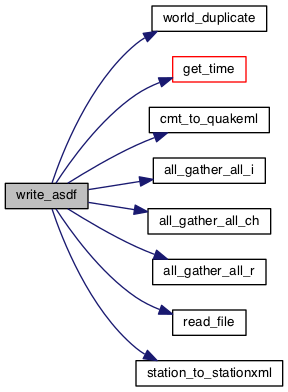 world_duplicate
get_time
cmt_to_quakeml
all_gather_all_i
write_asdf
all_gather_all_ch
all_gather_all_r
read_file
station_to_stationxml